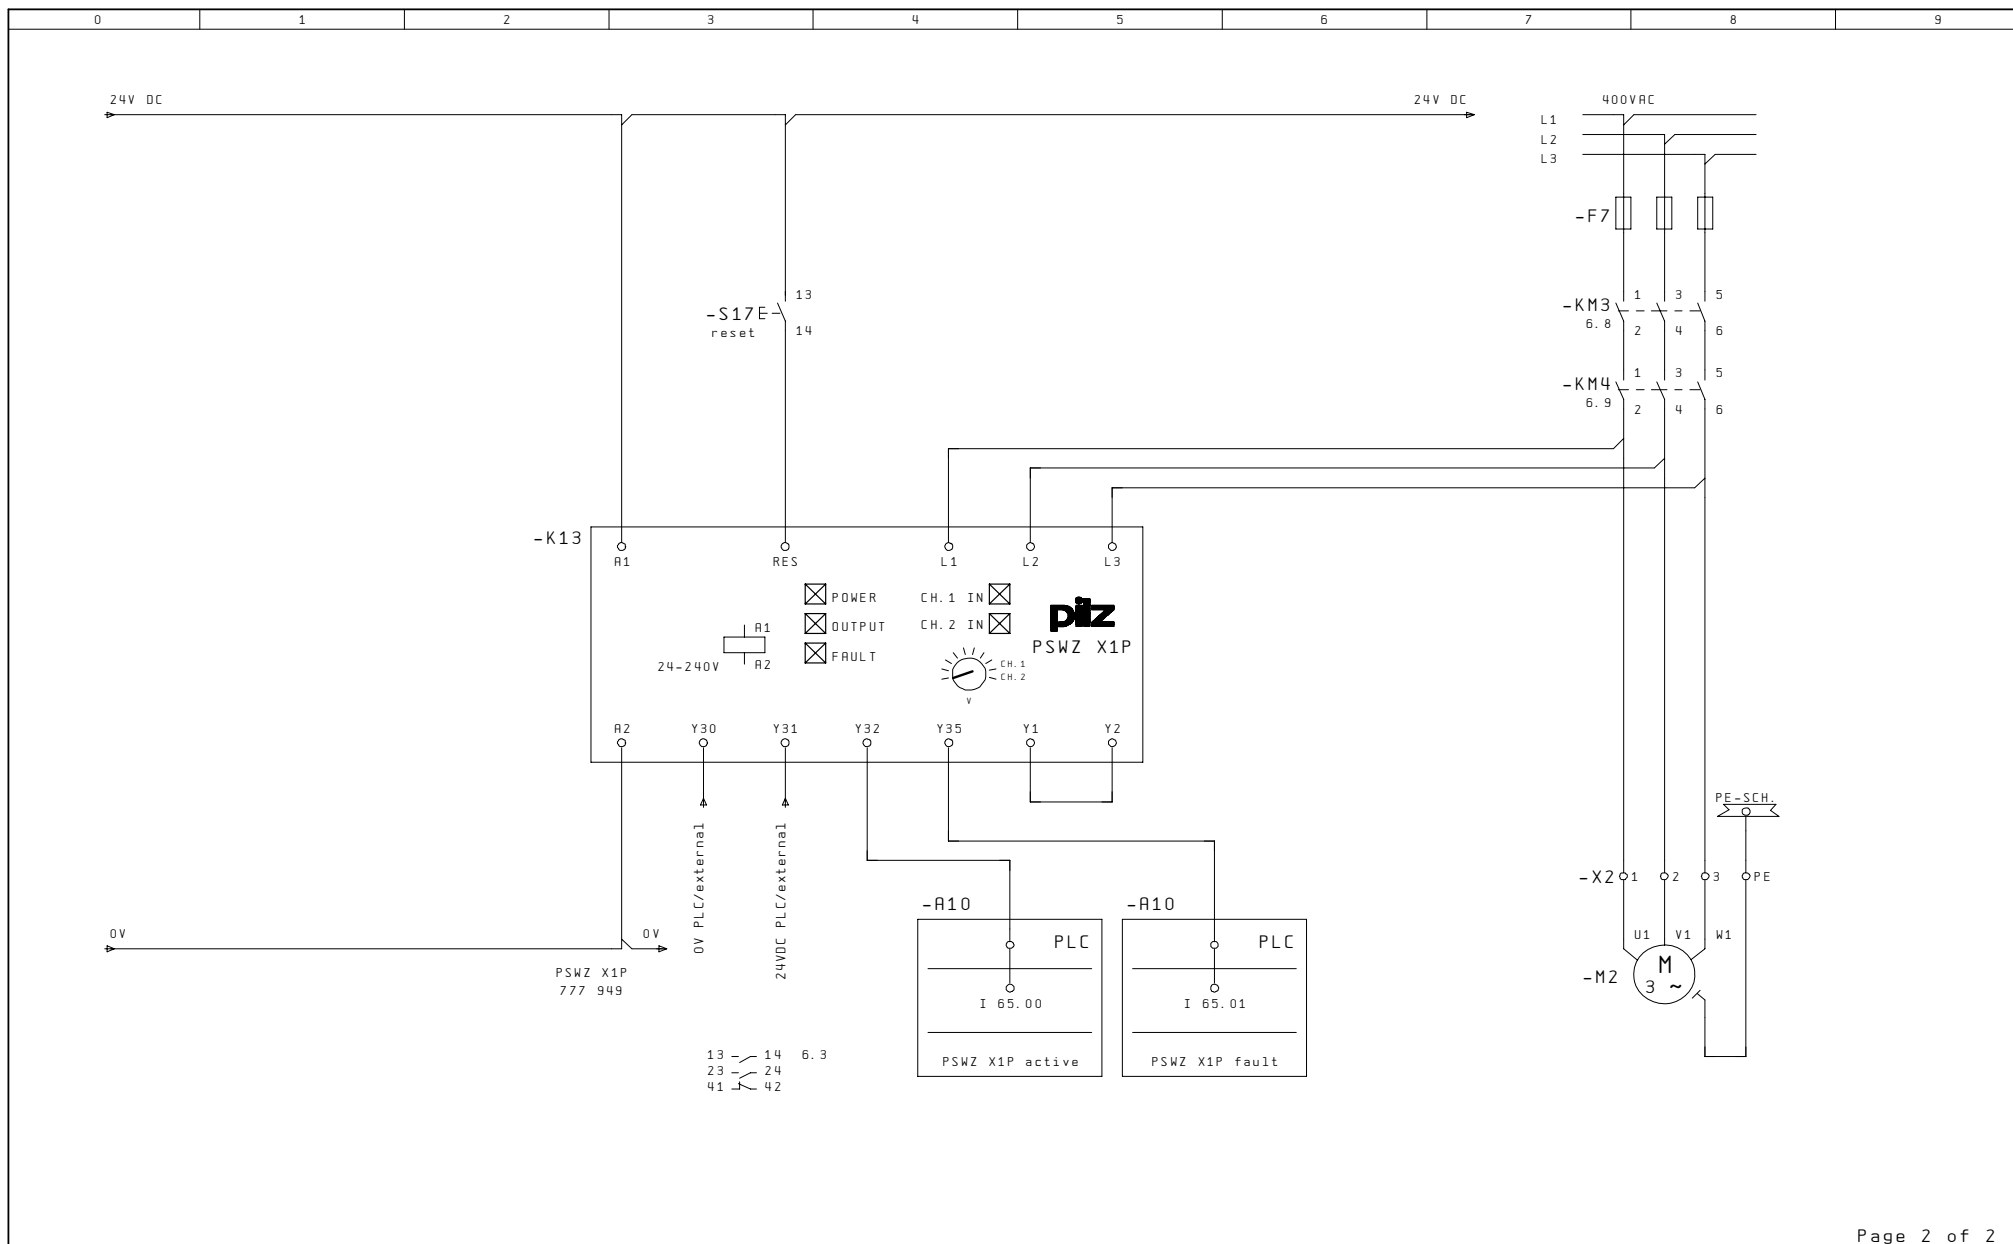 0 1 2 3 4 5 6 7 8 9
24V DC
24V DC
400VAC
L1
L2
L3
-F7
-S17
reset
13
14
-KM3
6.8
1 3 5
2 4 6
-KM4
6.9
1 3 5
2 4 6
-K13
A1 RES L1 L2 L3
POWER
OUTPUT
FAULT
CH.1 IN
CH.2 IN
pilz
PSWZ X1P
A1
A2
24-240V
CH.1
CH.2
V
A2 Y30 Y31 Y32 Y35 Y1 Y2
0V PLC/external
24VDC PLC/external
PE-SCH.
-X2 1 2 3 PE
0V
0V
PSWZ X1P
777 949
-A10
PLC
I 65.00
PSWZ X1P active
-A10
PLC
I 65.01
PSWZ X1P fault
U1 V1 W1
-M2
M
3 ~
13 14 6.3
23 24
41 42
Page 2 of 2